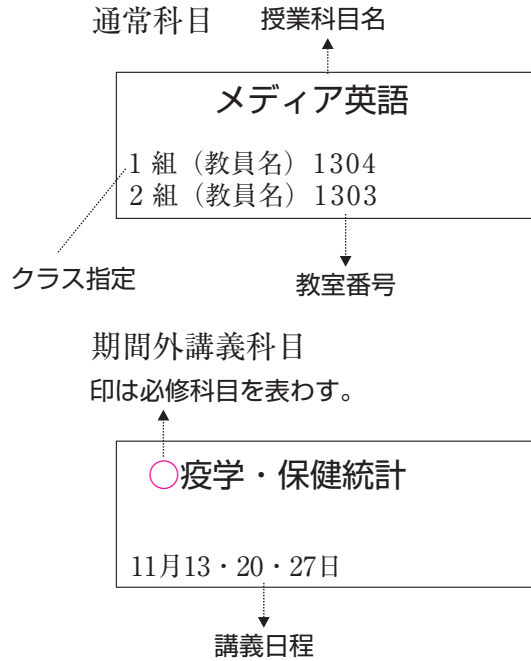 通常科目 授業科目名
メディア英語
1 組（教員名）1304
2 組（教員名）1303
クラス指定 教室番号
期間外講義科目
印は必修科目を表わす。
○疫学・保健統計
11月13・20・27日
講義日程